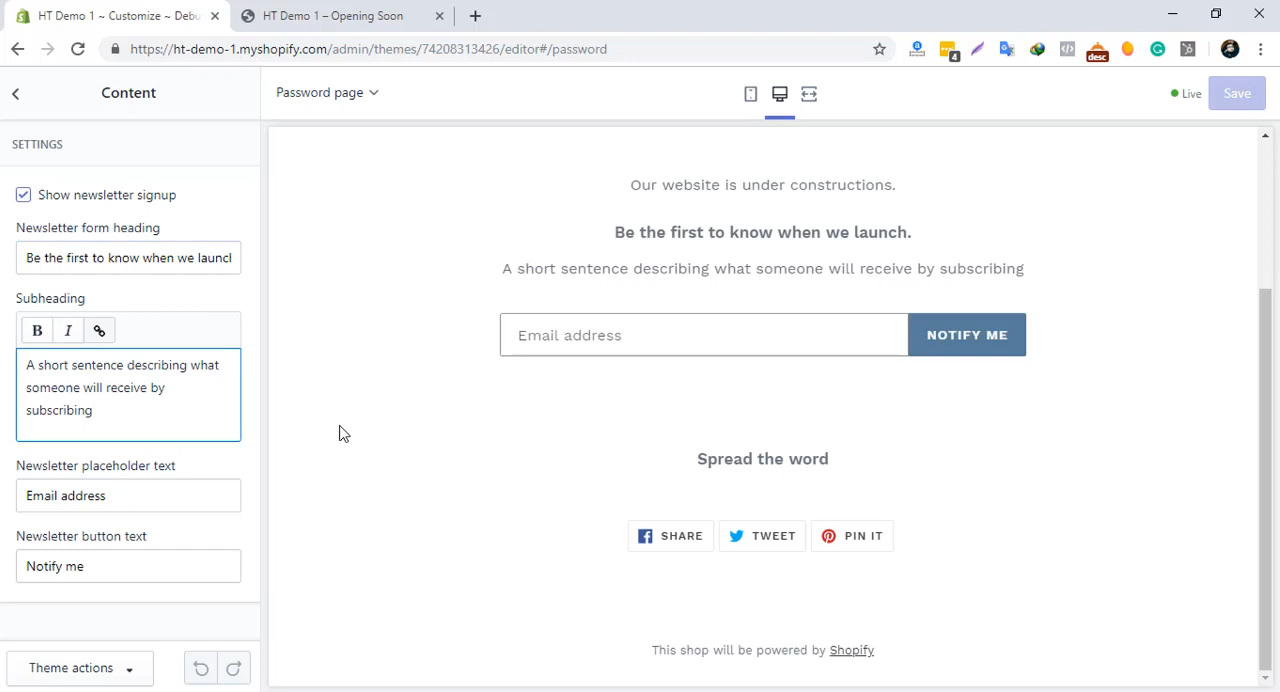 HT Demo 1 ~ Customize ~ Debu
HT Demo 1 – Opening Soon
https://ht-demo-1.myshopify.com/admin/themes/74208313426/editor#/password
4
desc
Content
Password page
Live
Save
SETTINGS
Show newsletter signup
Newsletter form heading
Be the first to know when we launcl
Subheading
B I
A short sentence describing what
someone will receive by
subscribing
Newsletter placeholder text
Email address
Newsletter button text
Notify me
Theme actions
Our website is under constructions.
Be the first to know when we launch.
A short sentence describing what someone will receive by subscribing
Email address
NOTIFY ME
Spread the word
SHARE
TWEET
PIN IT
This shop will be powered by Shopify